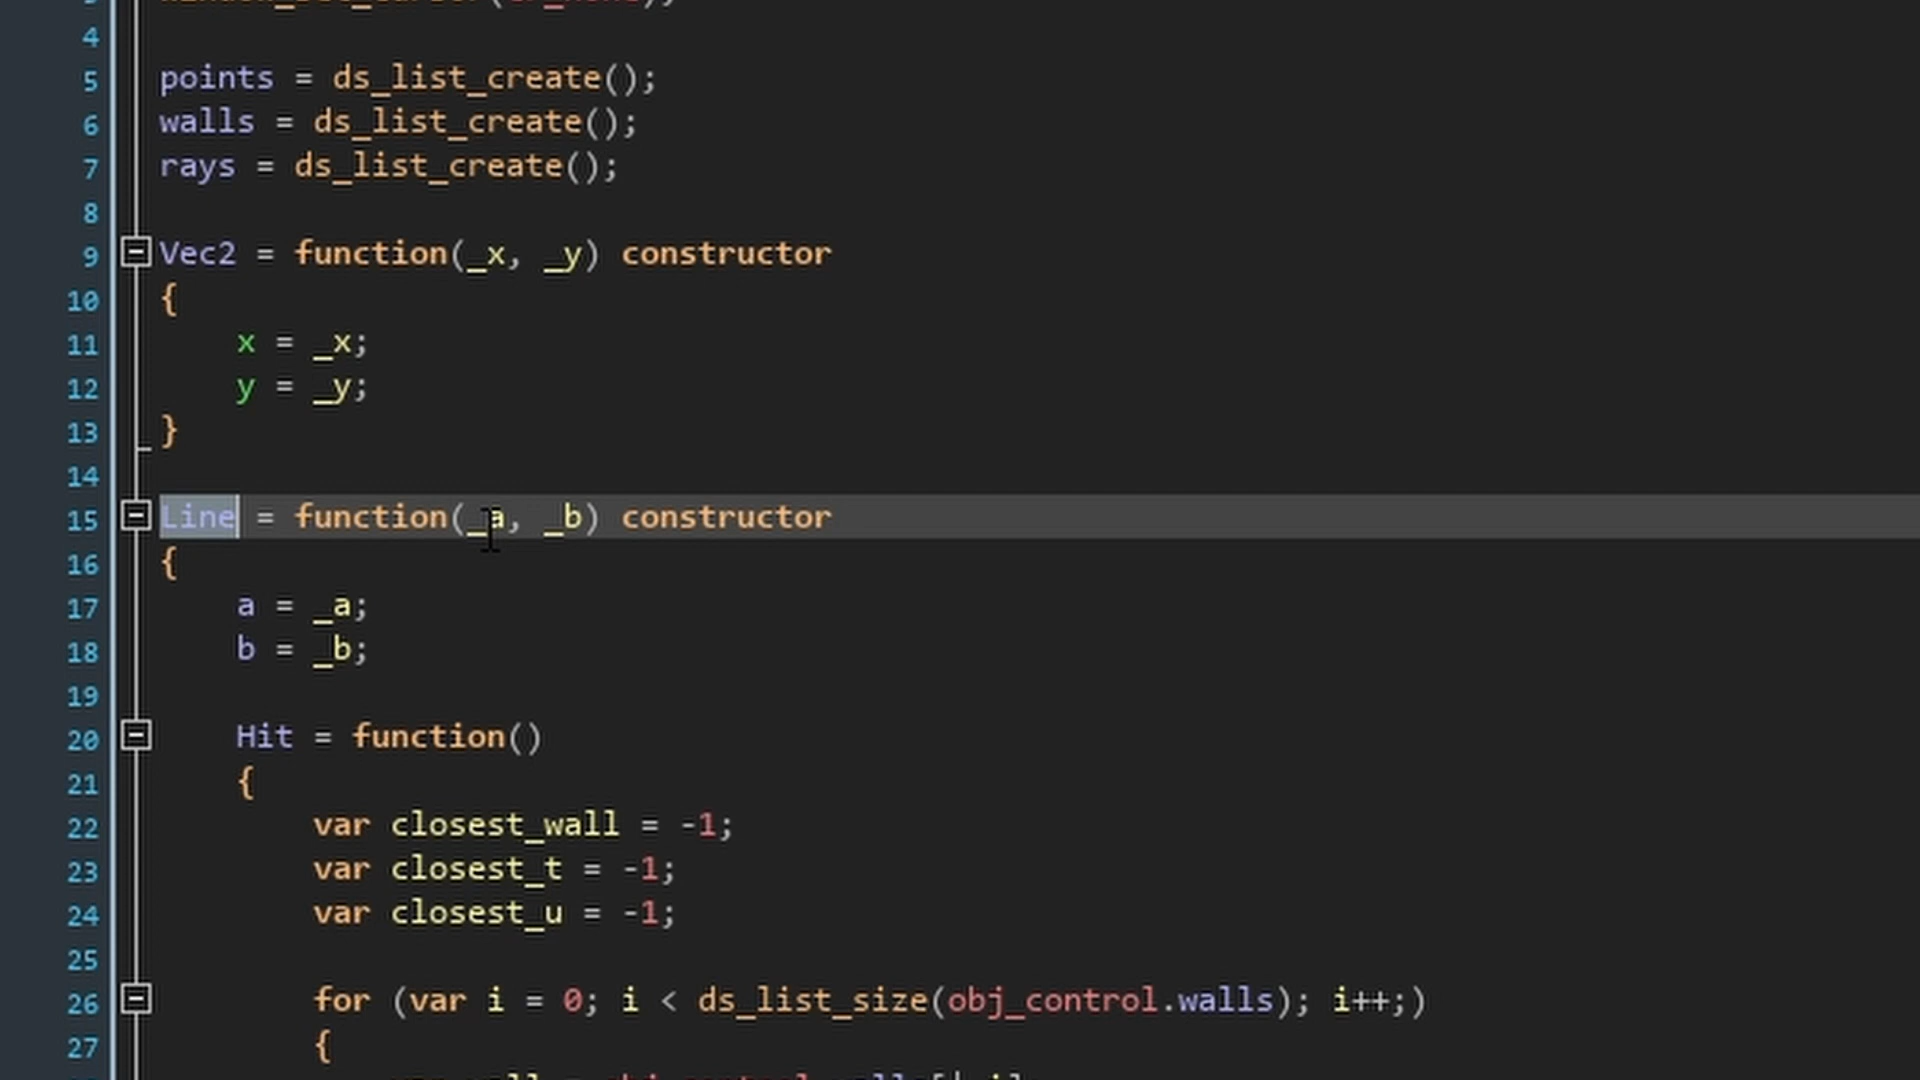 4
5 points = ds_list_create();
6 walls = ds_list_create();
7 rays = ds_list_create();
8
9 Vec2 = function(_x, _y) constructor
10 {
11 x = _x;
12 y = _y;
13 }
14
15 Line = function(_a, _b) constructor
16 {
17 a = _a;
18 b = _b;
19
20 Hit = function()
21 {
22 var closest_wall = -1;
23 var closest_t = -1;
24 var closest_u = -1;
25
26 for (var i = 0; i < ds_list_size(obj_control.walls); i++;)
27 {